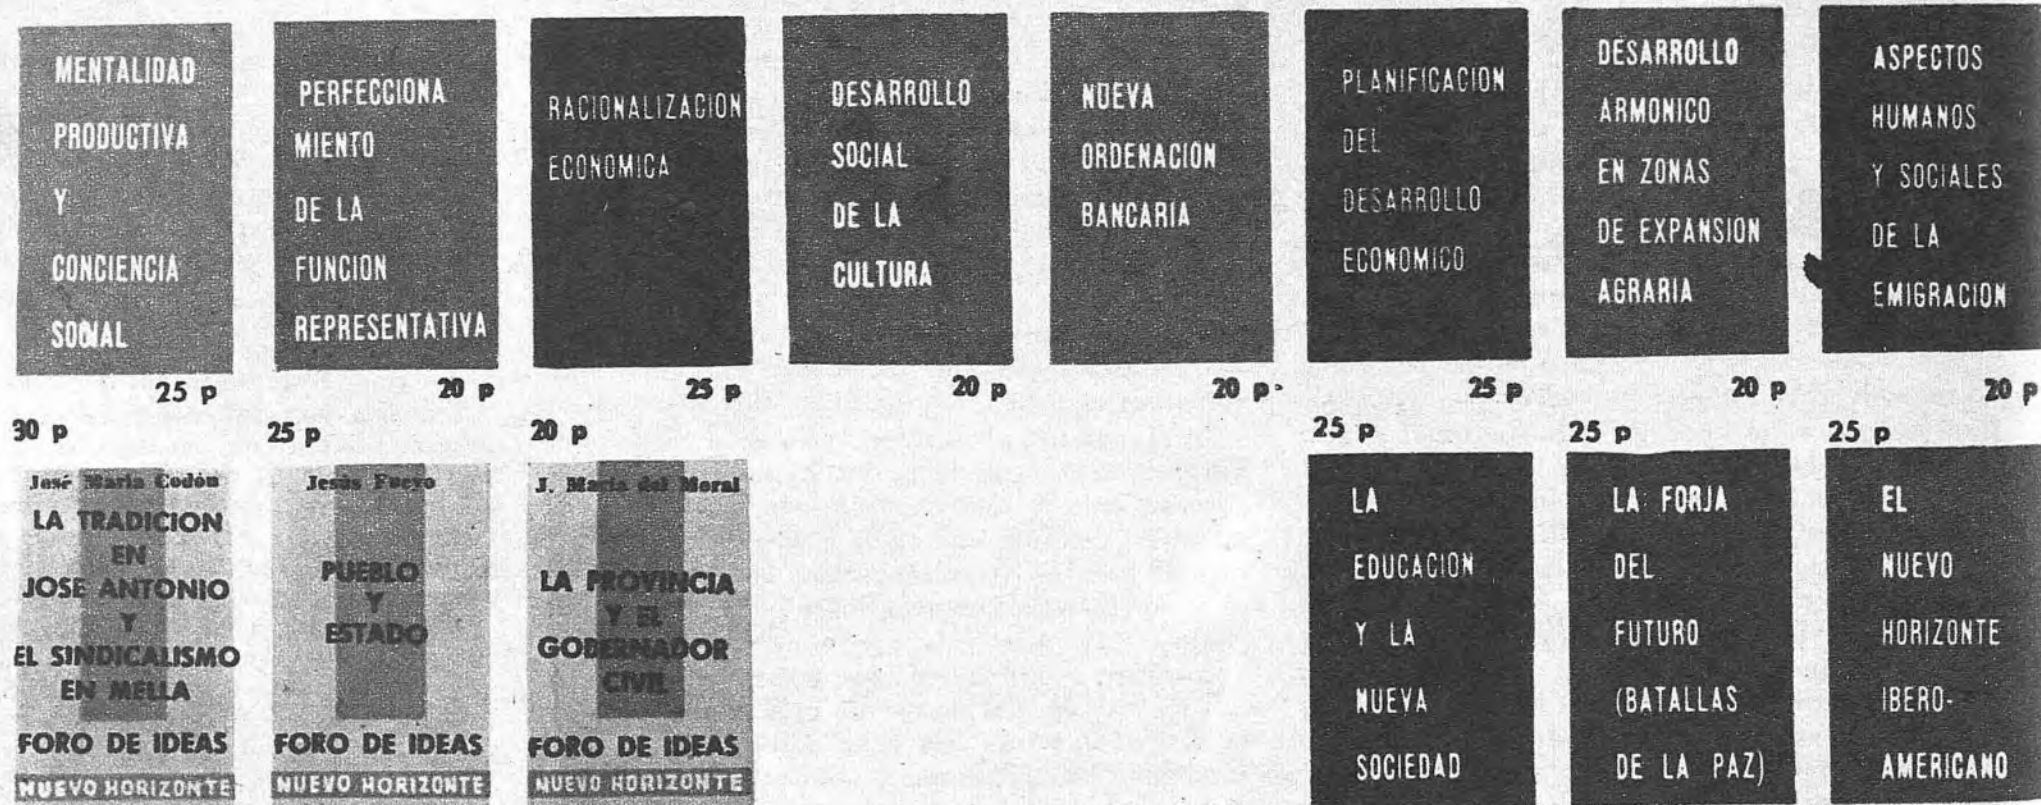 MENTALIDAD
PRODUCTIVA
Y
CONCIENCIA
SOCIAL
25 p
PERFECCIONA
MIENTO
DE LA
FUNCION
REPRESENTATIVA
20 p
RACIONALIZACION
ECONOMICA
25 p
DESARROLLO
SOCIAL
DE LA
CULTURA
20 p
NUEVA
ORDENACION
BANCARIA
20 p.
PLANIFICACION
DEL
DESARROLLO
ECONOMICO
25 p
DESARROLLO
ARMONICO
EN ZONAS
DE EXPANSION
AGRARIA
20 p
ASPECTOS
HUMANOS
Y SOCIALES
DE LA
EMIGRACION
20 p
30 p
José María Codón
LA TRADICION
EN
JOSE ANTONIO
Y
EL SINDICALISMO
EN MELLA
FORO DE IDEAS
NUEVO HORIZONTE
25 p
Jesús Fueyo
PUEBLO
Y
ESTADO
FORO DE IDEAS
NUEVO HORIZONTE
20 p
J. María del Moral
LA PROVINCIA
Y EL
GOBERNADOR
CIVIL
FORO DE IDEAS
NUEVO HORIZONTE
25 p
LA
EDUCACION
Y LA
NUEVA
SOCIEDAD
25 p
LA FORJA
DEL
FUTURO
(BATALLAS
DE LA PAZ)
25 p
EL
NUEVO
HORIZONTE
IBERO-
AMERICANO